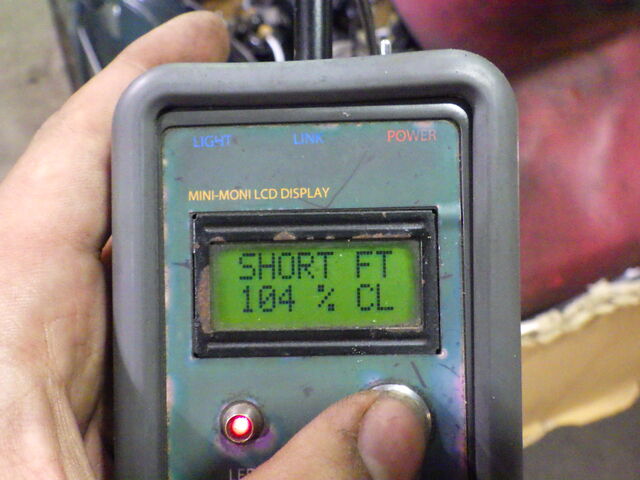 LIGHT LINK POWER
MINI-MONI LCD DISPLAY
SHORT FT
104 % CL